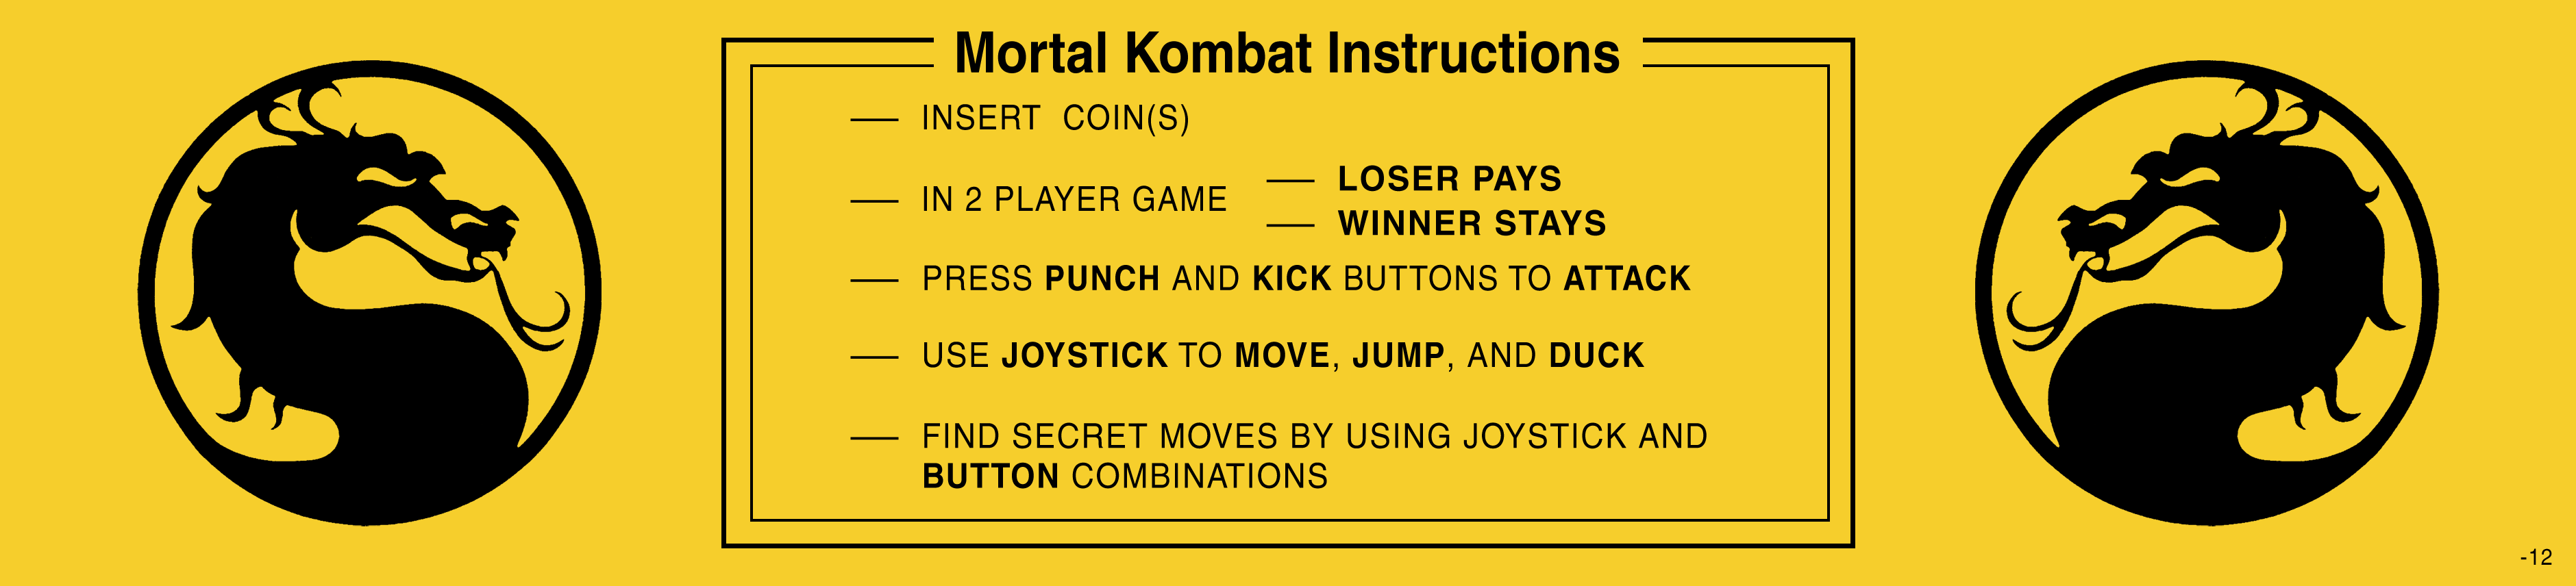 Mortal Kombat Instructions
— INSERT COIN(S)
— IN 2 PLAYER GAME
— LOSER PAYS
— WINNER STAYS
— PRESS PUNCH AND KICK BUTTONS TO ATTACK
— USE JOYSTICK TO MOVE, JUMP, AND DUCK
— FIND SECRET MOVES BY USING JOYSTICK AND
BUTTON COMBINATIONS
-12